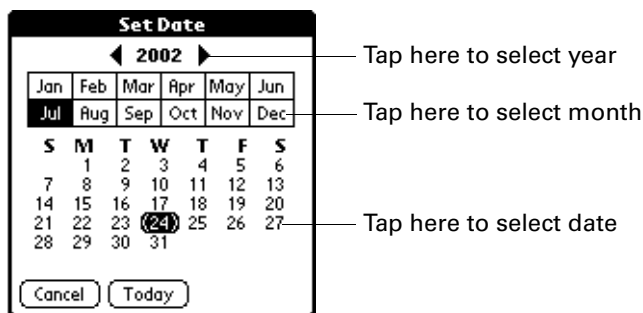 Set Date
2002
Tap here to select year
Jan Feb Mar Apr May Jun
Jul Aug Sep Oct Nov Dec
Tap here to select month
S M T W T F S
1 2 3 4 5 6
7 8 9 10 11 12 13
14 15 16 17 18 19 20
21 22 23 (24) 25 26 27
Tap here to select date
28 29 30 31
Cancel Today